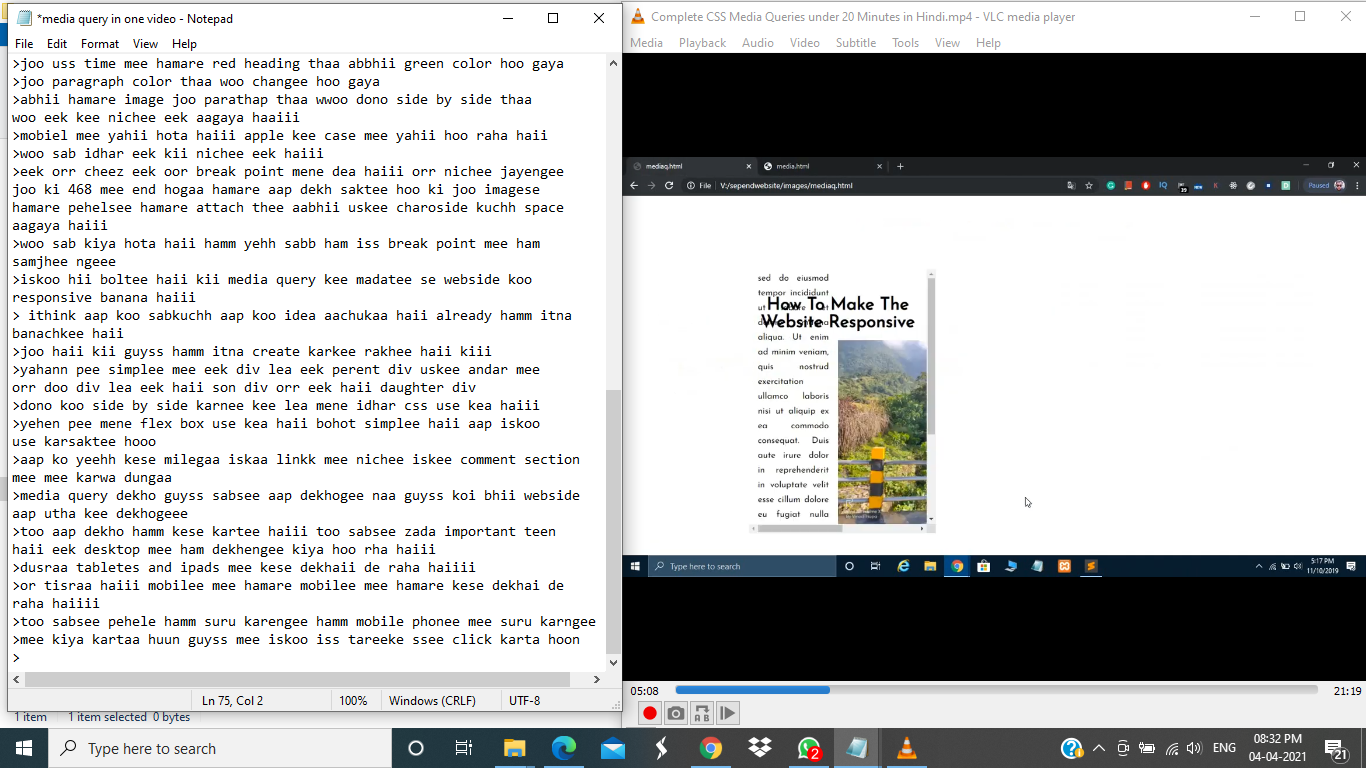 *media query in one video - Notepad
File Edit Format View Help
>joo uss time mee hamare red heading thaa abbhii green color hoo gaya
>joo paragraph color thaa woo changee hoo gaya
>abhii hamare image joo parathap thaa wwoo dono side by side thaa
woo eek kee nichee eek aagaya haaiii
>mobiel mee yahii hota haiii apple kee case mee yahii hoo raha haii
>woo sab idhar eek kii nichee eek haiii
>eek orr cheez eek oor break point mene dea haiii orr nichee jayengee
joo ki 468 mee end hogaa hamare aap dekh saktee hoo ki joo imagese
hamare pehelsee hamare attach thee aabhii uskee charoside kuchh space
aagaya haiii
>woo sab kiya hota haii hamm yehh sabb ham iss break point mee ham
samjhee ngeee
>iskoo hii boltee haii kii media query kee madatee se webside koo
responsive banana haiii
> ithink aap koo sabkuchh aap koo idea aachukaa haii already hamm itna
banachkee haii
>joo haii kii guyss hamm itna create karkee rakhee haii kiii
>yahann pee simplee mee eek div lea eek perent div uskee andar mee
orr doo div lea eek haii son div orr eek haii daughter div
>dono koo side by side karnee kee lea mene idhar css use kea haiii
>yehen pee mene flex box use kea haii bohot simplee haii aap iskoo
use karsaktee hooo
>aap ko yeehh kese milegaa iskaa linkk mee nichee iskee comment section
mee mee karwa dungaa
>media query dekho guyss sabsee aap dekhogee naa guyss koi bhii webside
aap utha kee dekhogeee
>too aap dekho hamm kese kartee haiii too sabsee zada important teen
haii eek desktop mee ham dekhengee kiya hoo rha haiii
>dusraa tabletes and ipads mee kese dekhaii de raha haiiii
>or tisraa haiii mobilee mee hamare mobilee mee hamare kese dekhai de
raha haiiii
>too sabsee pehele hamm suru karengee hamm mobile phonee mee suru karngee
>mee kiya kartaa huun guyss mee iskoo iss tareeke ssee click karta hoon
>
Ln 75, Col 2 100% Windows (CRLF) UTF-8
1 item 1 item selected 0 bytes
Complete CSS Media Queries under 20 Minutes in Hindi.mp4 - VLC media player
Media Playback Audio Video Subtitle Tools View Help
mediaq.html media.html
File V:/sependwebsite/images/mediaq.html Paused
How To Make The
Website Responsive
sed do eiusmod
tempor incididunt
ut
aliqua. Ut enim
ad minim veniam,
quis nostrud
exercitation
ullamco laboris
nisi ut aliquip ex
ea commodo
consequat. Duis
aute irure dolor
in reprehenderit
in voluptate velit
esse cillum dolore
eu fugiat nulla
Type here to search
5:17 PM
11/10/2019
05:08 21:19
A B
Type here to search
2
ENG
08:32 PM
04-04-2021
21